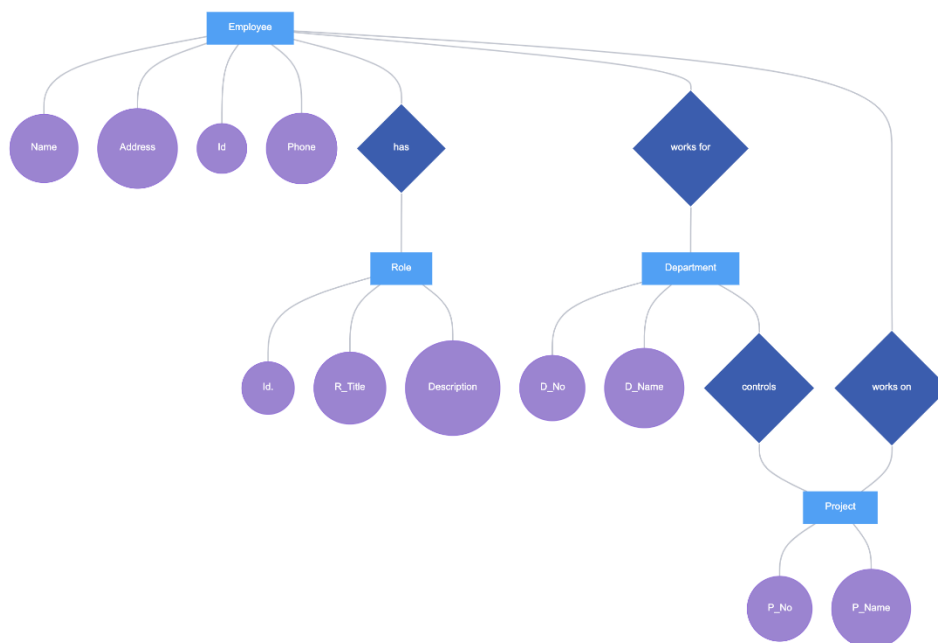 Employee
Name
Address
Id
Phone
has
works for
Role
Department
Id.
R_Title
Description
D_No
D_Name
controls
works on
Project
P_No
P_Name